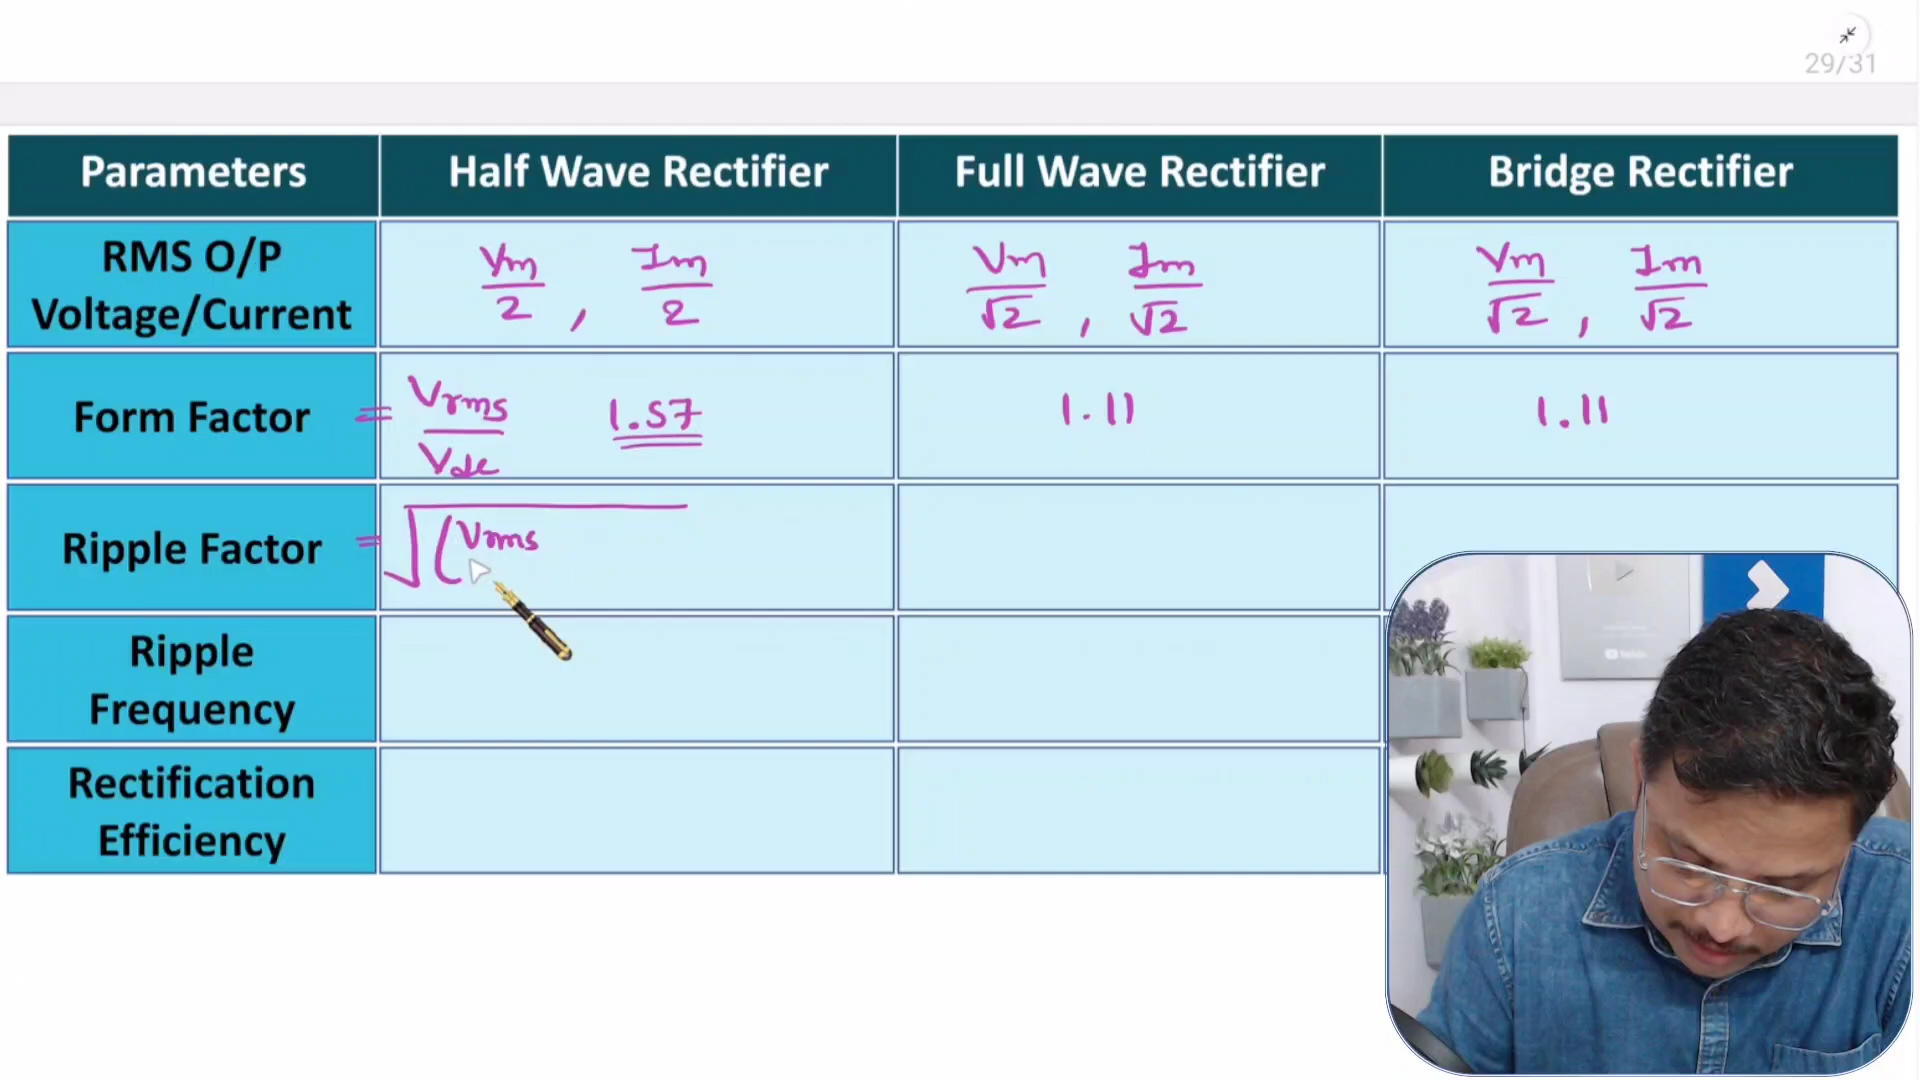 29/31
Parameters Half Wave Rectifier Full Wave Rectifier Bridge Rectifier
RMS O/P Voltage/Current Vm/2 , Im/2 Vm/√2 , Im/√2 Vm/√2 , Im/√2
Form Factor = Vrms/Vdc 1.57 1.11 1.11
Ripple Factor = √(Vrms
Ripple Frequency
Rectification Efficiency